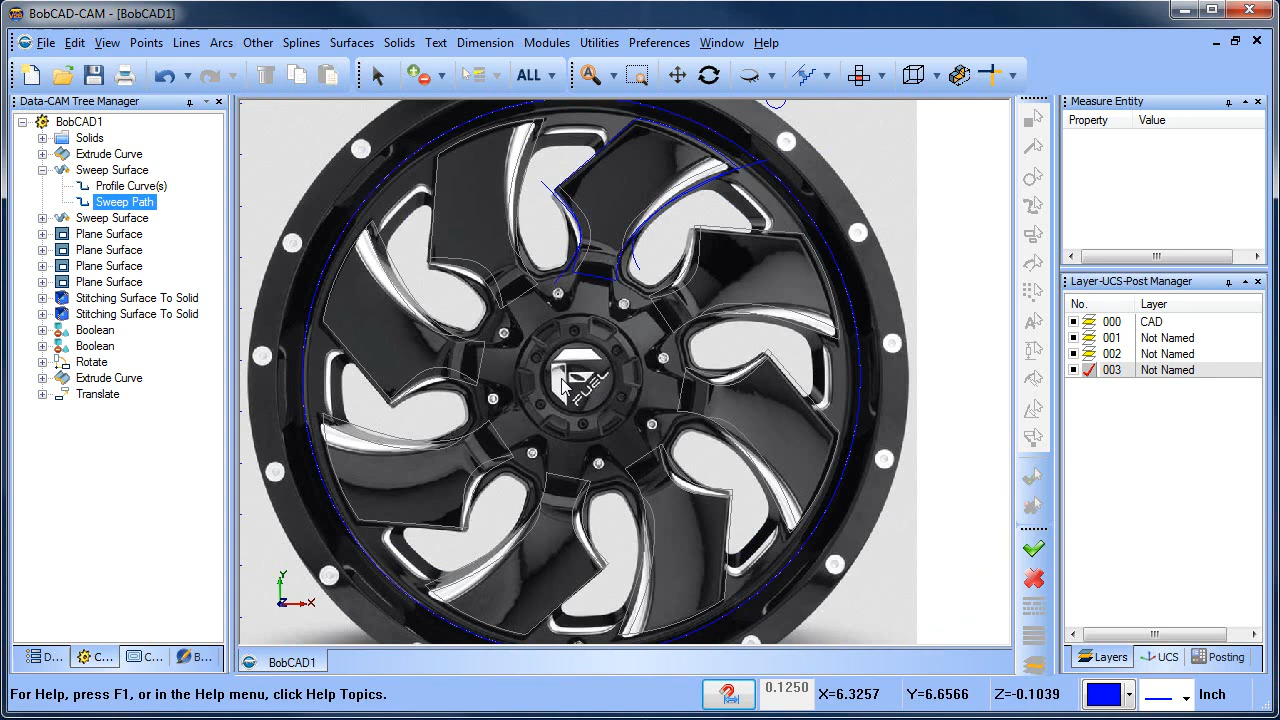 BobCAD-CAM - [BobCAD1]
File Edit View Points Lines Arcs Other Splines Surfaces Solids Text Dimension Modules Utilities Preferences Window Help
ALL
Data-CAM Tree Manager
BobCAD1
Solids
Extrude Curve
Sweep Surface
Profile Curve(s)
Sweep Path
Sweep Surface
Plane Surface
Plane Surface
Plane Surface
Plane Surface
Stitching Surface To Solid
Stitching Surface To Solid
Boolean
Boolean
Rotate
Extrude Curve
Translate
D... C... C... B...
FUEL
Y
Z
X
BobCAD1
Measure Entity
Property Value
Layer-UCS-Post Manager
No. Layer
000 CAD
001 Not Named
002 Not Named
003 Not Named
Layers UCS Posting
For Help, press F1, or in the Help menu, click Help Topics.
0.1250 X=6.3257 Y=6.6566 Z=-0.1039 Inch